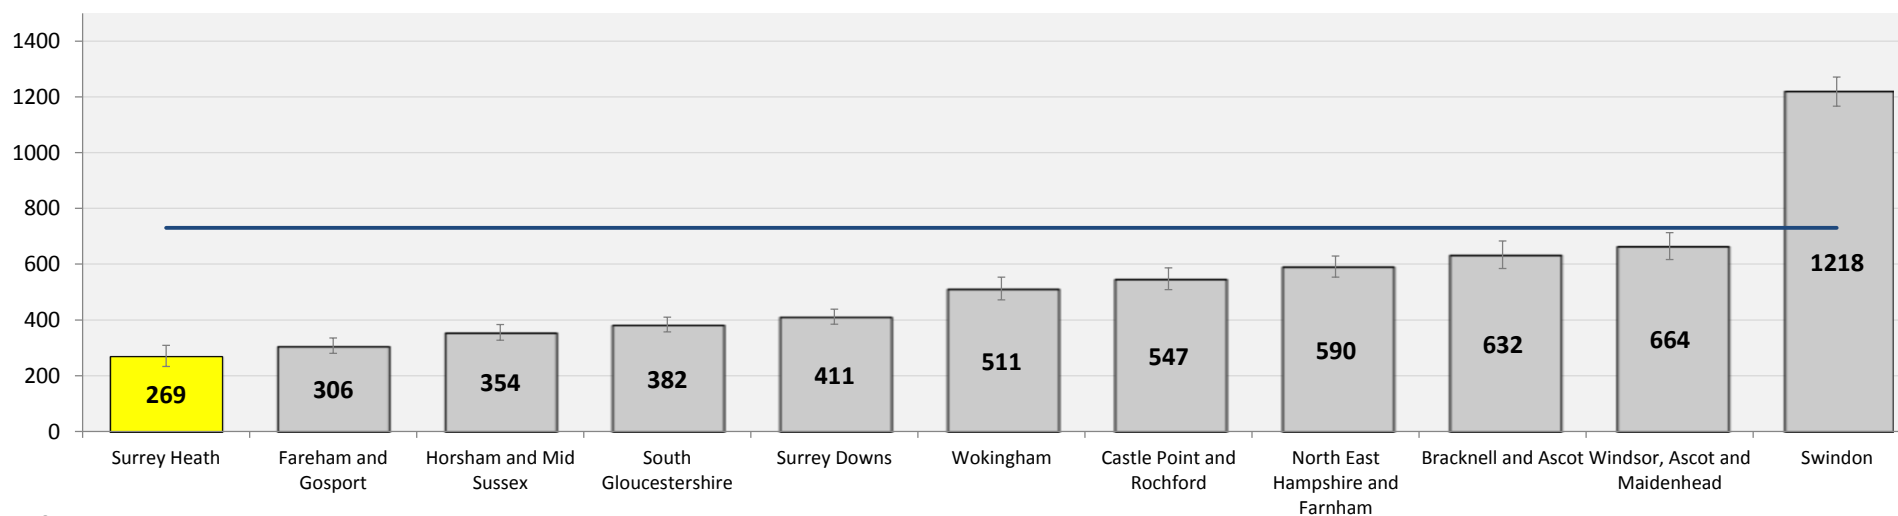 1400
1200
1000
800
600
400
200
0
269
306
354
382
411
511
547
590
632
664
1218
Surrey Heath
Fareham and
Gosport
Horsham and Mid
Sussex
South
Gloucestershire
Surrey Downs
Wokingham
Castle Point and
Rochford
North East
Hampshire and
Farnham
Bracknell and Ascot
Windsor, Ascot and
Maidenhead
Swindon